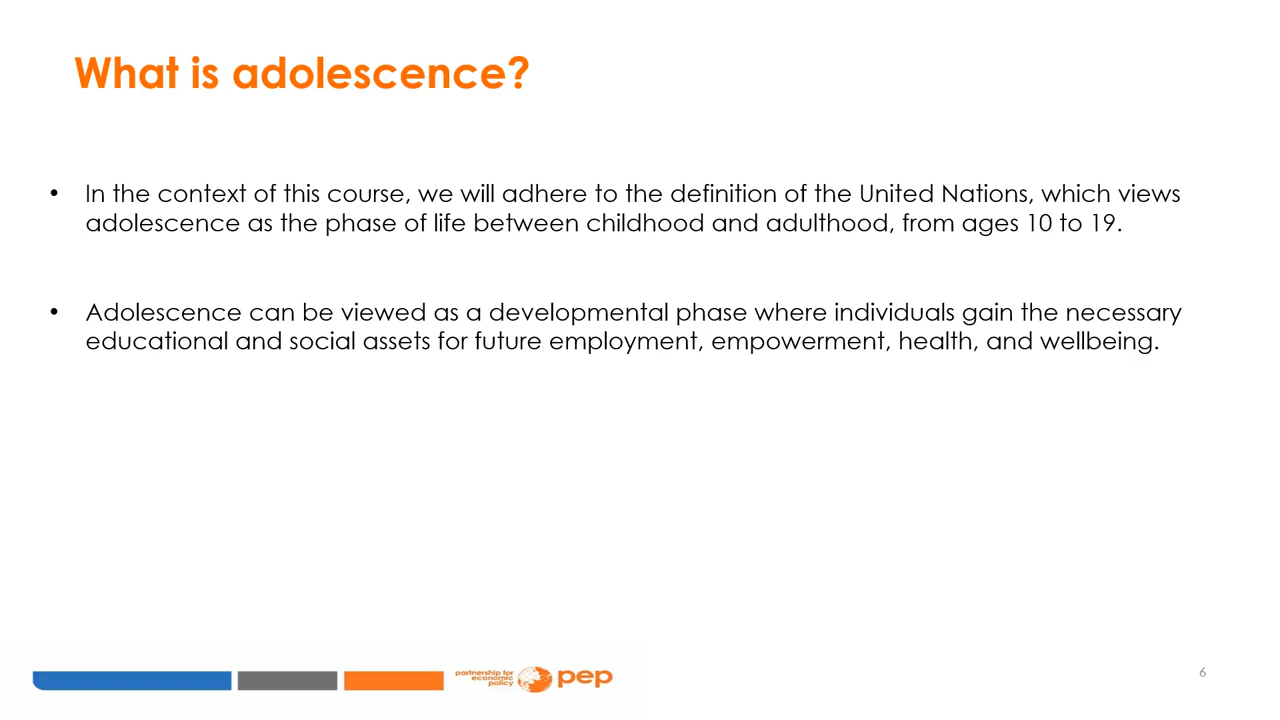 What is adolescence?
• In the context of this course, we will adhere to the definition of the United Nations, which views
adolescence as the phase of life between childhood and adulthood, from ages 10 to 19.
• Adolescence can be viewed as a developmental phase where individuals gain the necessary
educational and social assets for future employment, empowerment, health, and wellbeing.
partnership for
economic
policy
pep
6